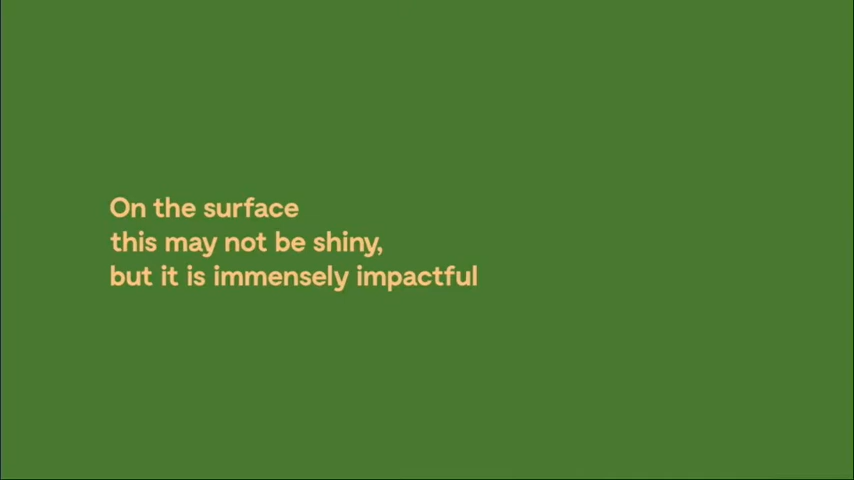 On the surface
this may not be shiny,
but it is immensely impactful